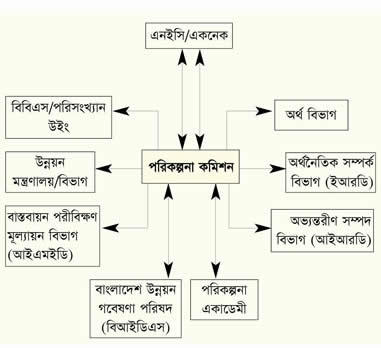 এনইসি/একনেক
বিবিএস/পরিসংখ্যান
উইং
অর্থ বিভাগ
উন্নয়ন
মন্ত্রণালয়/বিভাগ
পরিকল্পনা কমিশন
অর্থনৈতিক সম্পর্ক
বিভাগ (ইআরডি)
বাস্তবায়ন পরীবিক্ষণ
মূল্যায়ন বিভাগ
(আইএমইডি)
অভ্যন্তরীণ সম্পদ
বিভাগ (আইআরডি)
বাংলাদেশ উন্নয়ন
গবেষণা পরিষদ
(বিআইডিএস)
পরিকল্পনা
একাডেমী